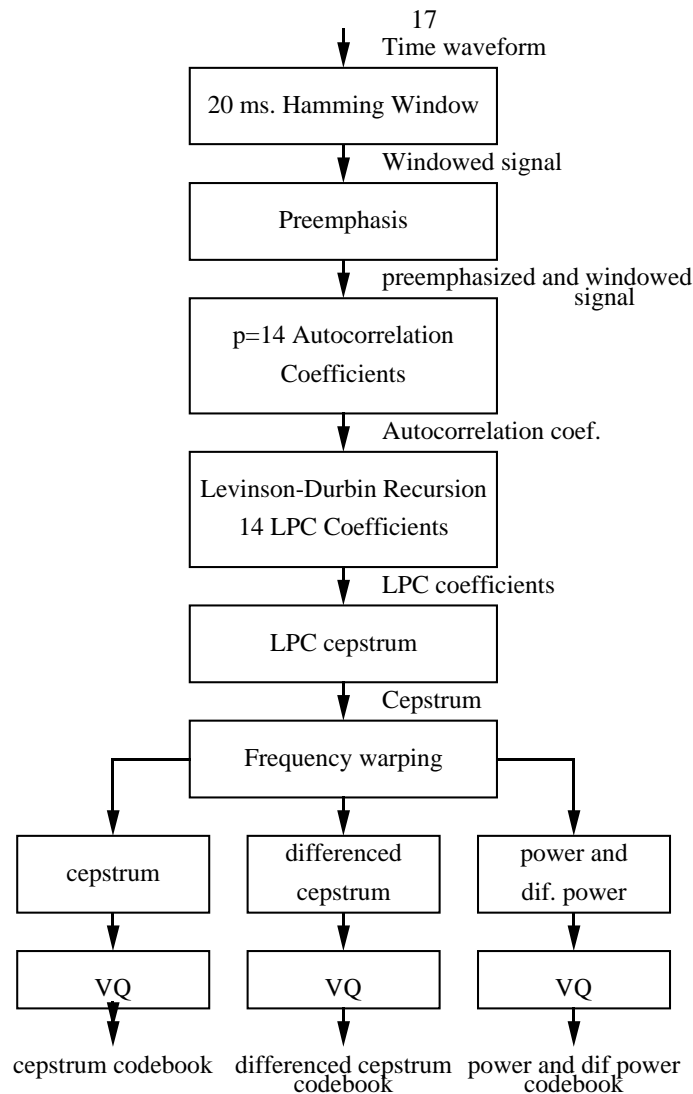 17
Time waveform
20 ms. Hamming Window
Windowed signal
Preemphasis
preemphasized and windowed
signal
p=14 Autocorrelation
Coefficients
Autocorrelation coef.
Levinson-Durbin Recursion
14 LPC Coefficients
LPC coefficients
LPC cepstrum
Cepstrum
Frequency warping
cepstrum
differenced
cepstrum
power and
dif. power
VQ
VQ
VQ
cepstrum codebook
differenced cepstrum
codebook
power and dif power
codebook